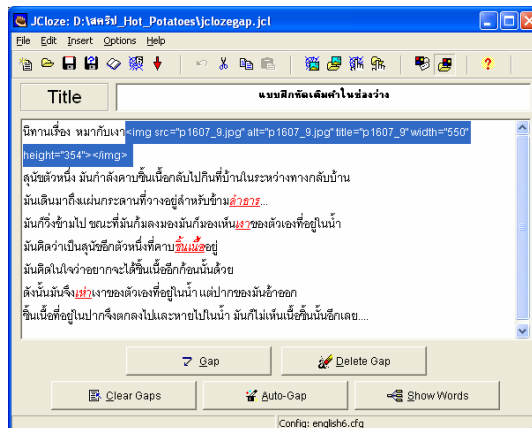 JCloze: D:\สคริป_Hot_Potatoes\jclozegap.jcl
File Edit Insert Options Help
Title
แบบฝึกหัดเติมคำในช่องว่าง
นิทานเรื่อง หมากับเงา<img src="p1607_9.jpg" alt="p1607_9.jpg" title="p1607_9" width="550"
height="354"></img>
สุนัขตัวหนึ่ง มันกำลังคาบชิ้นเนื้อกลับไปกินที่บ้านในระหว่างทางกลับบ้าน
มันเดินมาถึงแผ่นกระดานที่วางอยู่สำหรับข้ามลำธาร...
มันก็วิ่งข้ามไป ขณะที่มันก้มลงมองมันก็มองเห็นเงาของตัวเองที่อยู่ในน้ำ
มันคิดว่าเป็นสุนัขอีกตัวหนึ่งที่คาบชิ้นเนื้ออยู่
มันคิดในใจว่าอยากจะได้ชิ้นเนื้ออีกก้อนนั้นด้วย
ดังนั้นมันจึงเห่าเงาของตัวเองที่อยู่ในน้ำ แต่ปากของมันอ้าออก
ชิ้นเนื้อที่อยู่ในปากจึงตกลงไปและหายไปในน้ำ มันก็ไม่เห็นเนื้อชิ้นนั้นอีกเลย....
Gap
Delete Gap
Clear Gaps
Auto-Gap
Show Words
Config: english6.cfg